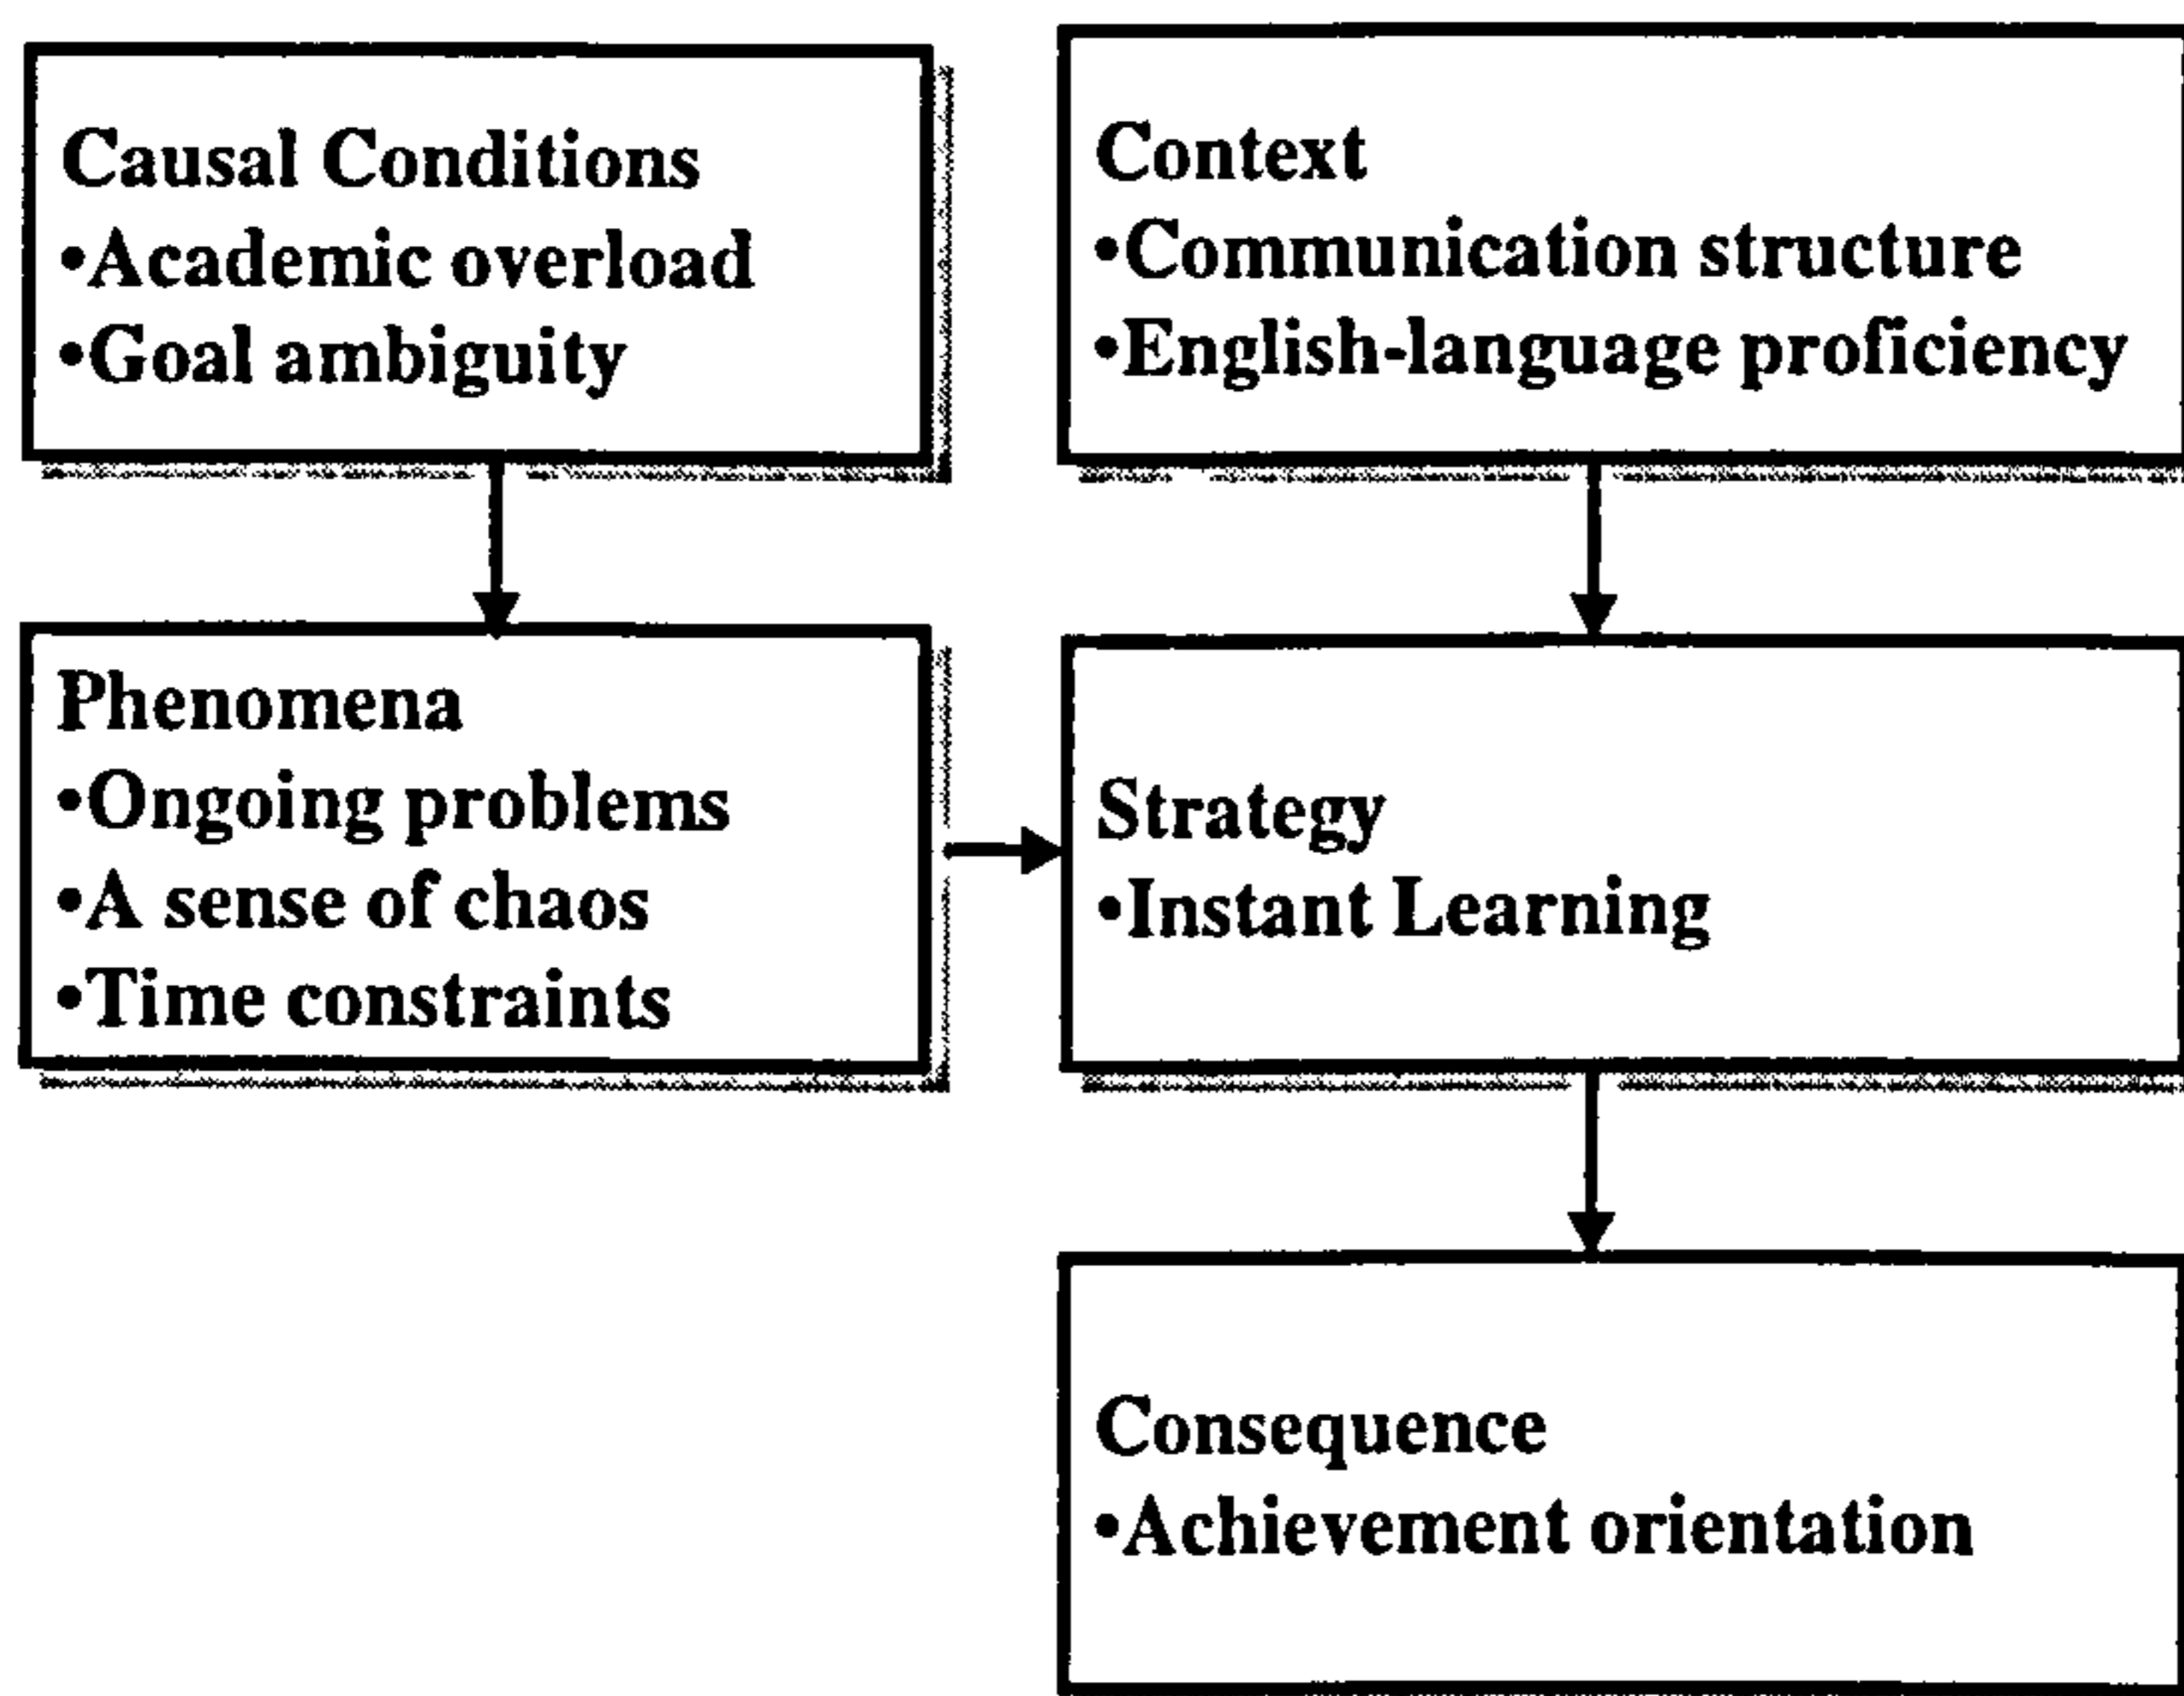 Causal Conditions
•Academic overload
•Goal ambiguity
Context
•Communication structure
•English-language proficiency
Phenomena
•Ongoing problems
•A sense of chaos
•Time constraints
Strategy
•Instant Learning
Consequence
•Achievement orientation